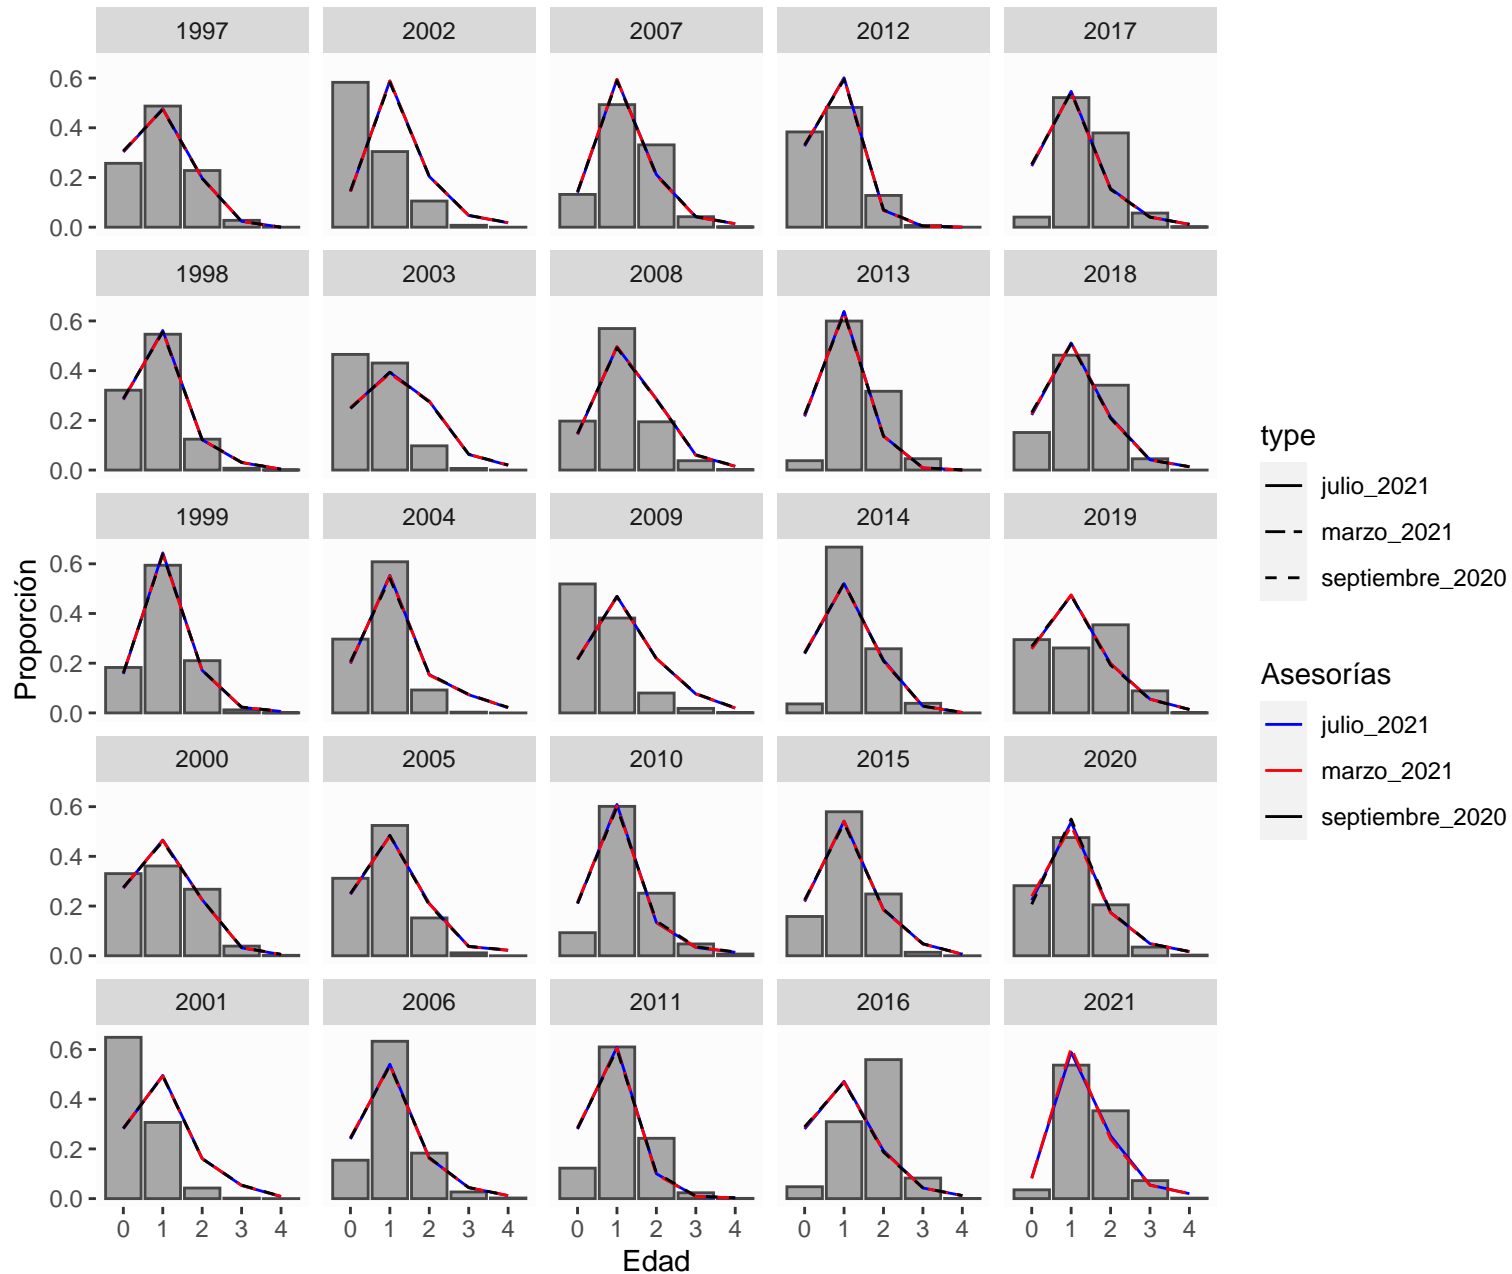 1997 2002 2007 2012 2017
0.6
0.4
0.2
0.0
1998 2003 2008 2013 2018
0.6
0.4
0.2
0.0
1999 2004 2009 2014 2019
0.6
0.4
0.2
0.0
2000 2005 2010 2015 2020
0.6
0.4
0.2
0.0
2001 2006 2011 2016 2021
0.6
0.4
0.2
0.0
0 1 2 3 4 0 1 2 3 4 0 1 2 3 4 0 1 2 3 4 0 1 2 3 4
Edad
Proporción
type
julio_2021
marzo_2021
septiembre_2020
Asesorías
julio_2021
marzo_2021
septiembre_2020